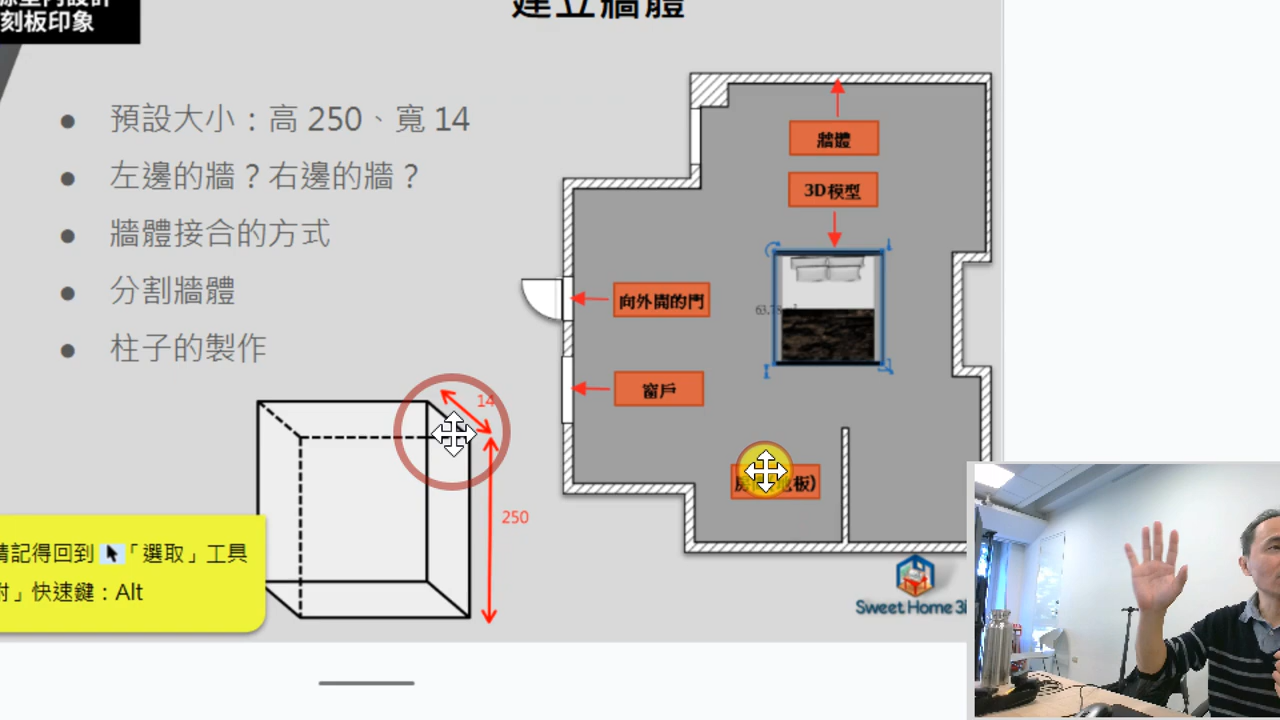 刻板印象
建立牆體
預設大小：高 250、寬 14
左邊的牆？右邊的牆？
牆體接合的方式
分割牆體
柱子的製作
牆體
3D模型
向外開的門
63.78
窗戶
板)
14
250
請記得回到「選取」工具
快速鍵：Alt
Sweet Home 3